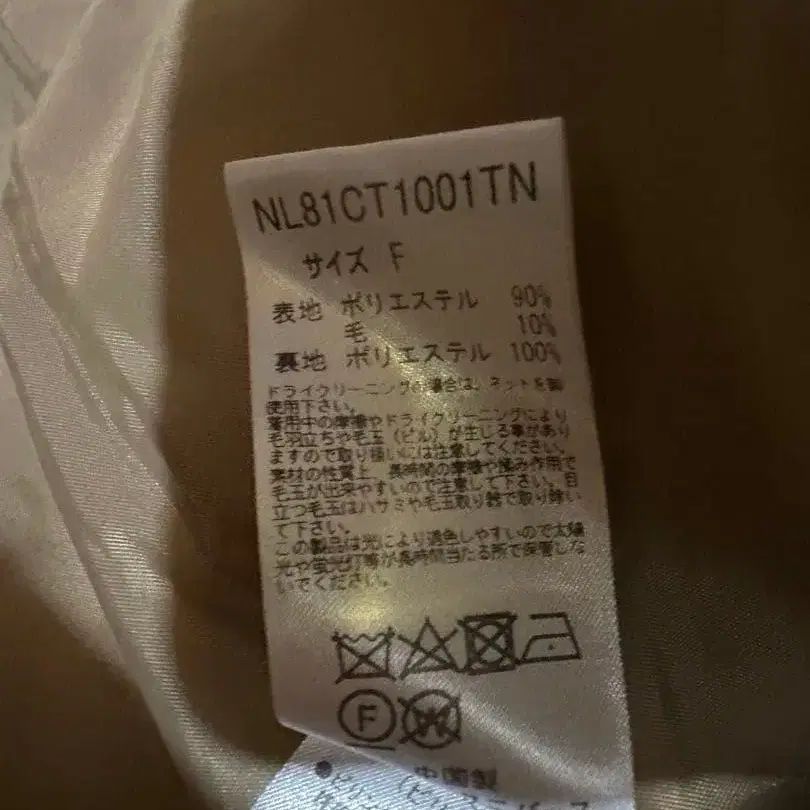 NL81CT1001TN
サイズ F
表地 ポリエステル 90%
毛 10%
裏地 ポリエステル 100%
ドライクリーニングの場合は、ネットを御
使用下さい。
着用中の摩擦やドライクリーニングにより
毛羽立ちや毛玉(ピル)が生じる事があり
ますので取り扱いには注意してください。
素材の性質上、長時間の摩擦や揉み作用で
毛玉が出来やすいので注意して下さい。目
立つ毛玉はハサミや毛玉取り器で取り除い
て下さい。
この製品は光により退色しやすいので太陽
光や蛍光灯等が長時間当たる所で保管しな
いでください。
F W
中国製